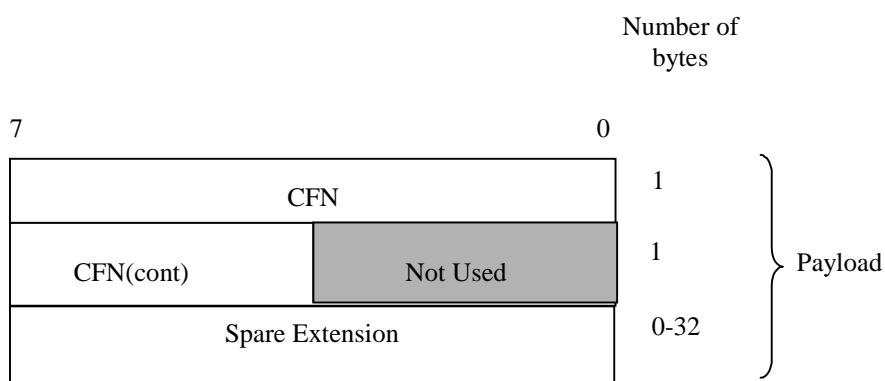 Number of
bytes
7 0
CFN 1
CFN(cont) Not Used 1
Payload
Spare Extension 0-32